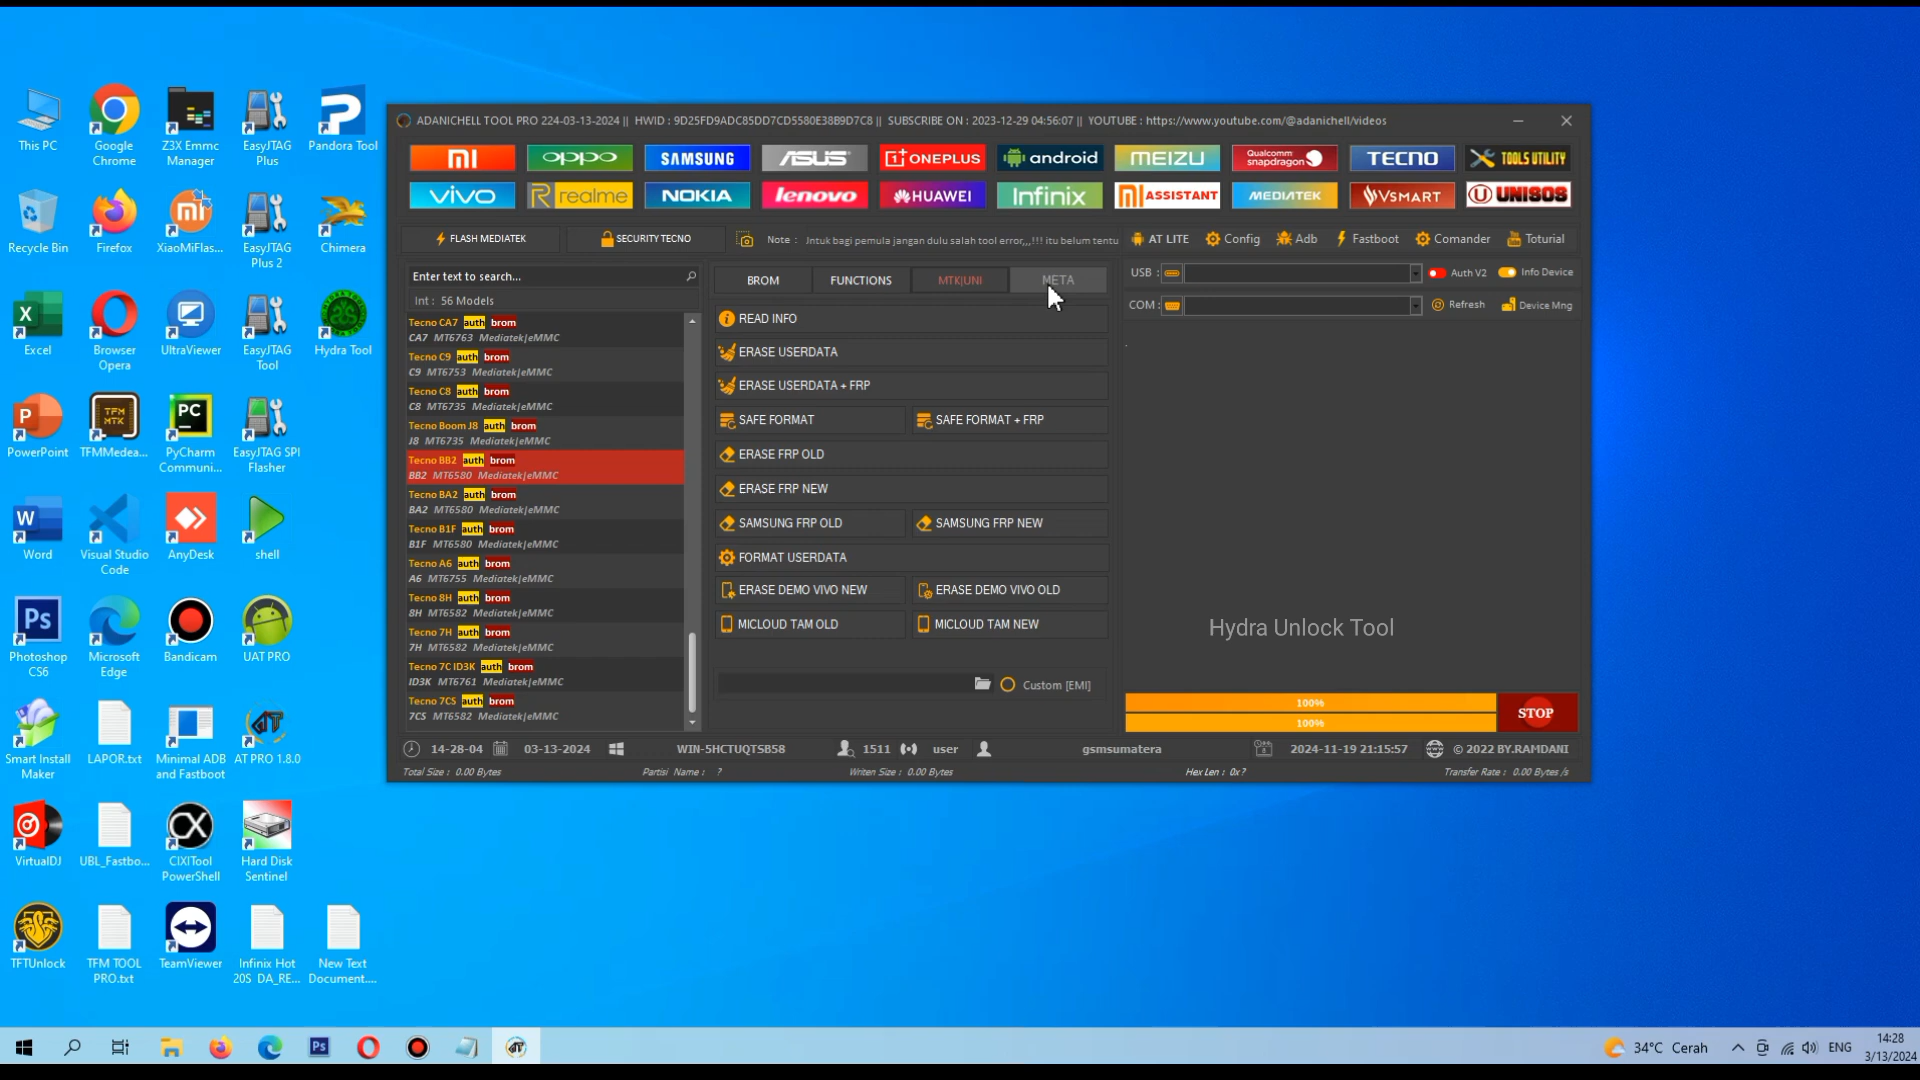 This PC
Google
Chrome
Z3X Emmc
Manager
EasyJTAG
Plus
Pandora Tool
Recycle Bin
Firefox
XiaoMiFlas...
EasyJTAG
Plus 2
Chimera
Excel
Browser
Opera
UltraViewer
EasyJTAG
Tool
Hydra Tool
PowerPoint
TFMMedea...
PyCharm
Communi...
EasyJTAG SPI
Flasher
Word
Visual Studio
Code
AnyDesk
shell
Photoshop
CS6
Microsoft
Edge
Bandicam
UAT PRO
Smart Install
Maker
LAPOR.txt
Minimal ADB
and Fastboot
AT PRO 1.8.0
VirtualDJ
UBL_Fastbo...
CIXITool
PowerShell
Hard Disk
Sentinel
TFTUnlock
TFM TOOL
PRO.txt
TeamViewer
Infinix Hot
20S DA_RE...
New Text
Document....
ADANICHELL TOOL PRO 224-03-13-2024 || HWID : 9D25FD9ADC85DD7CD5580E38B9D7C8 || SUBSCRIBE ON : 2023-12-29 04:56:07 || YOUTUBE : https://www.youtube.com/@adanichell/videos
oppo SAMSUNG ASUS ONEPLUS android MEIZU Qualcomm snapdragon TECNO TOOLS UTILITY
vivo realme NOKIA lenovo HUAWEI Infinix ASSISTANT MEDIATEK VSMART UNISOS
FLASH MEDIATEK
SECURITY TECNO
Note : Jntuk bagi pemula jangan dulu salah tool error,,,!!! itu belum tentu
AT LITE Config Adb Fastboot Comander Toturial
Enter text to search...
Int : 56 Models
Tecno CA7 auth brom
CA7 MT6763 Mediatek|eMMC
Tecno C9 auth brom
C9 MT6753 Mediatek|eMMC
Tecno C8 auth brom
C8 MT6735 Mediatek|eMMC
Tecno Boom J8 auth brom
J8 MT6735 Mediatek|eMMC
Tecno BB2 auth brom
BB2 MT6580 Mediatek|eMMC
Tecno BA2 auth brom
BA2 MT6580 Mediatek|eMMC
Tecno B1F auth brom
B1F MT6580 Mediatek|eMMC
Tecno A6 auth brom
A6 MT6755 Mediatek|eMMC
Tecno 8H auth brom
8H MT6582 Mediatek|eMMC
Tecno 7H auth brom
7H MT6582 Mediatek|eMMC
Tecno 7C ID3K auth brom
ID3K MT6761 Mediatek|eMMC
Tecno 7CS auth brom
7CS MT6582 Mediatek|eMMC
BROM FUNCTIONS MTK|UNI META
READ INFO
ERASE USERDATA
ERASE USERDATA + FRP
SAFE FORMAT SAFE FORMAT + FRP
ERASE FRP OLD
ERASE FRP NEW
SAMSUNG FRP OLD SAMSUNG FRP NEW
FORMAT USERDATA
ERASE DEMO VIVO NEW ERASE DEMO VIVO OLD
MICLOUD TAM OLD MICLOUD TAM NEW
Custom [EMI]
USB : Auth V2 Info Device
COM : Refresh Device Mng
Hydra Unlock Tool
100%
100%
STOP
14-28-04 03-13-2024 WIN-5HCTUQTSB58 1511 user gsmsumatera 2024-11-19 21:15:57 © 2022 BY.RAMDANI
Total Size : 0.00 Bytes Partisi Name : ? Writen Size : 0.00 Bytes Hex Len : 0x? Transfer Rate : 0.00 Bytes /s
34°C Cerah
ENG
14:28
3/13/2024